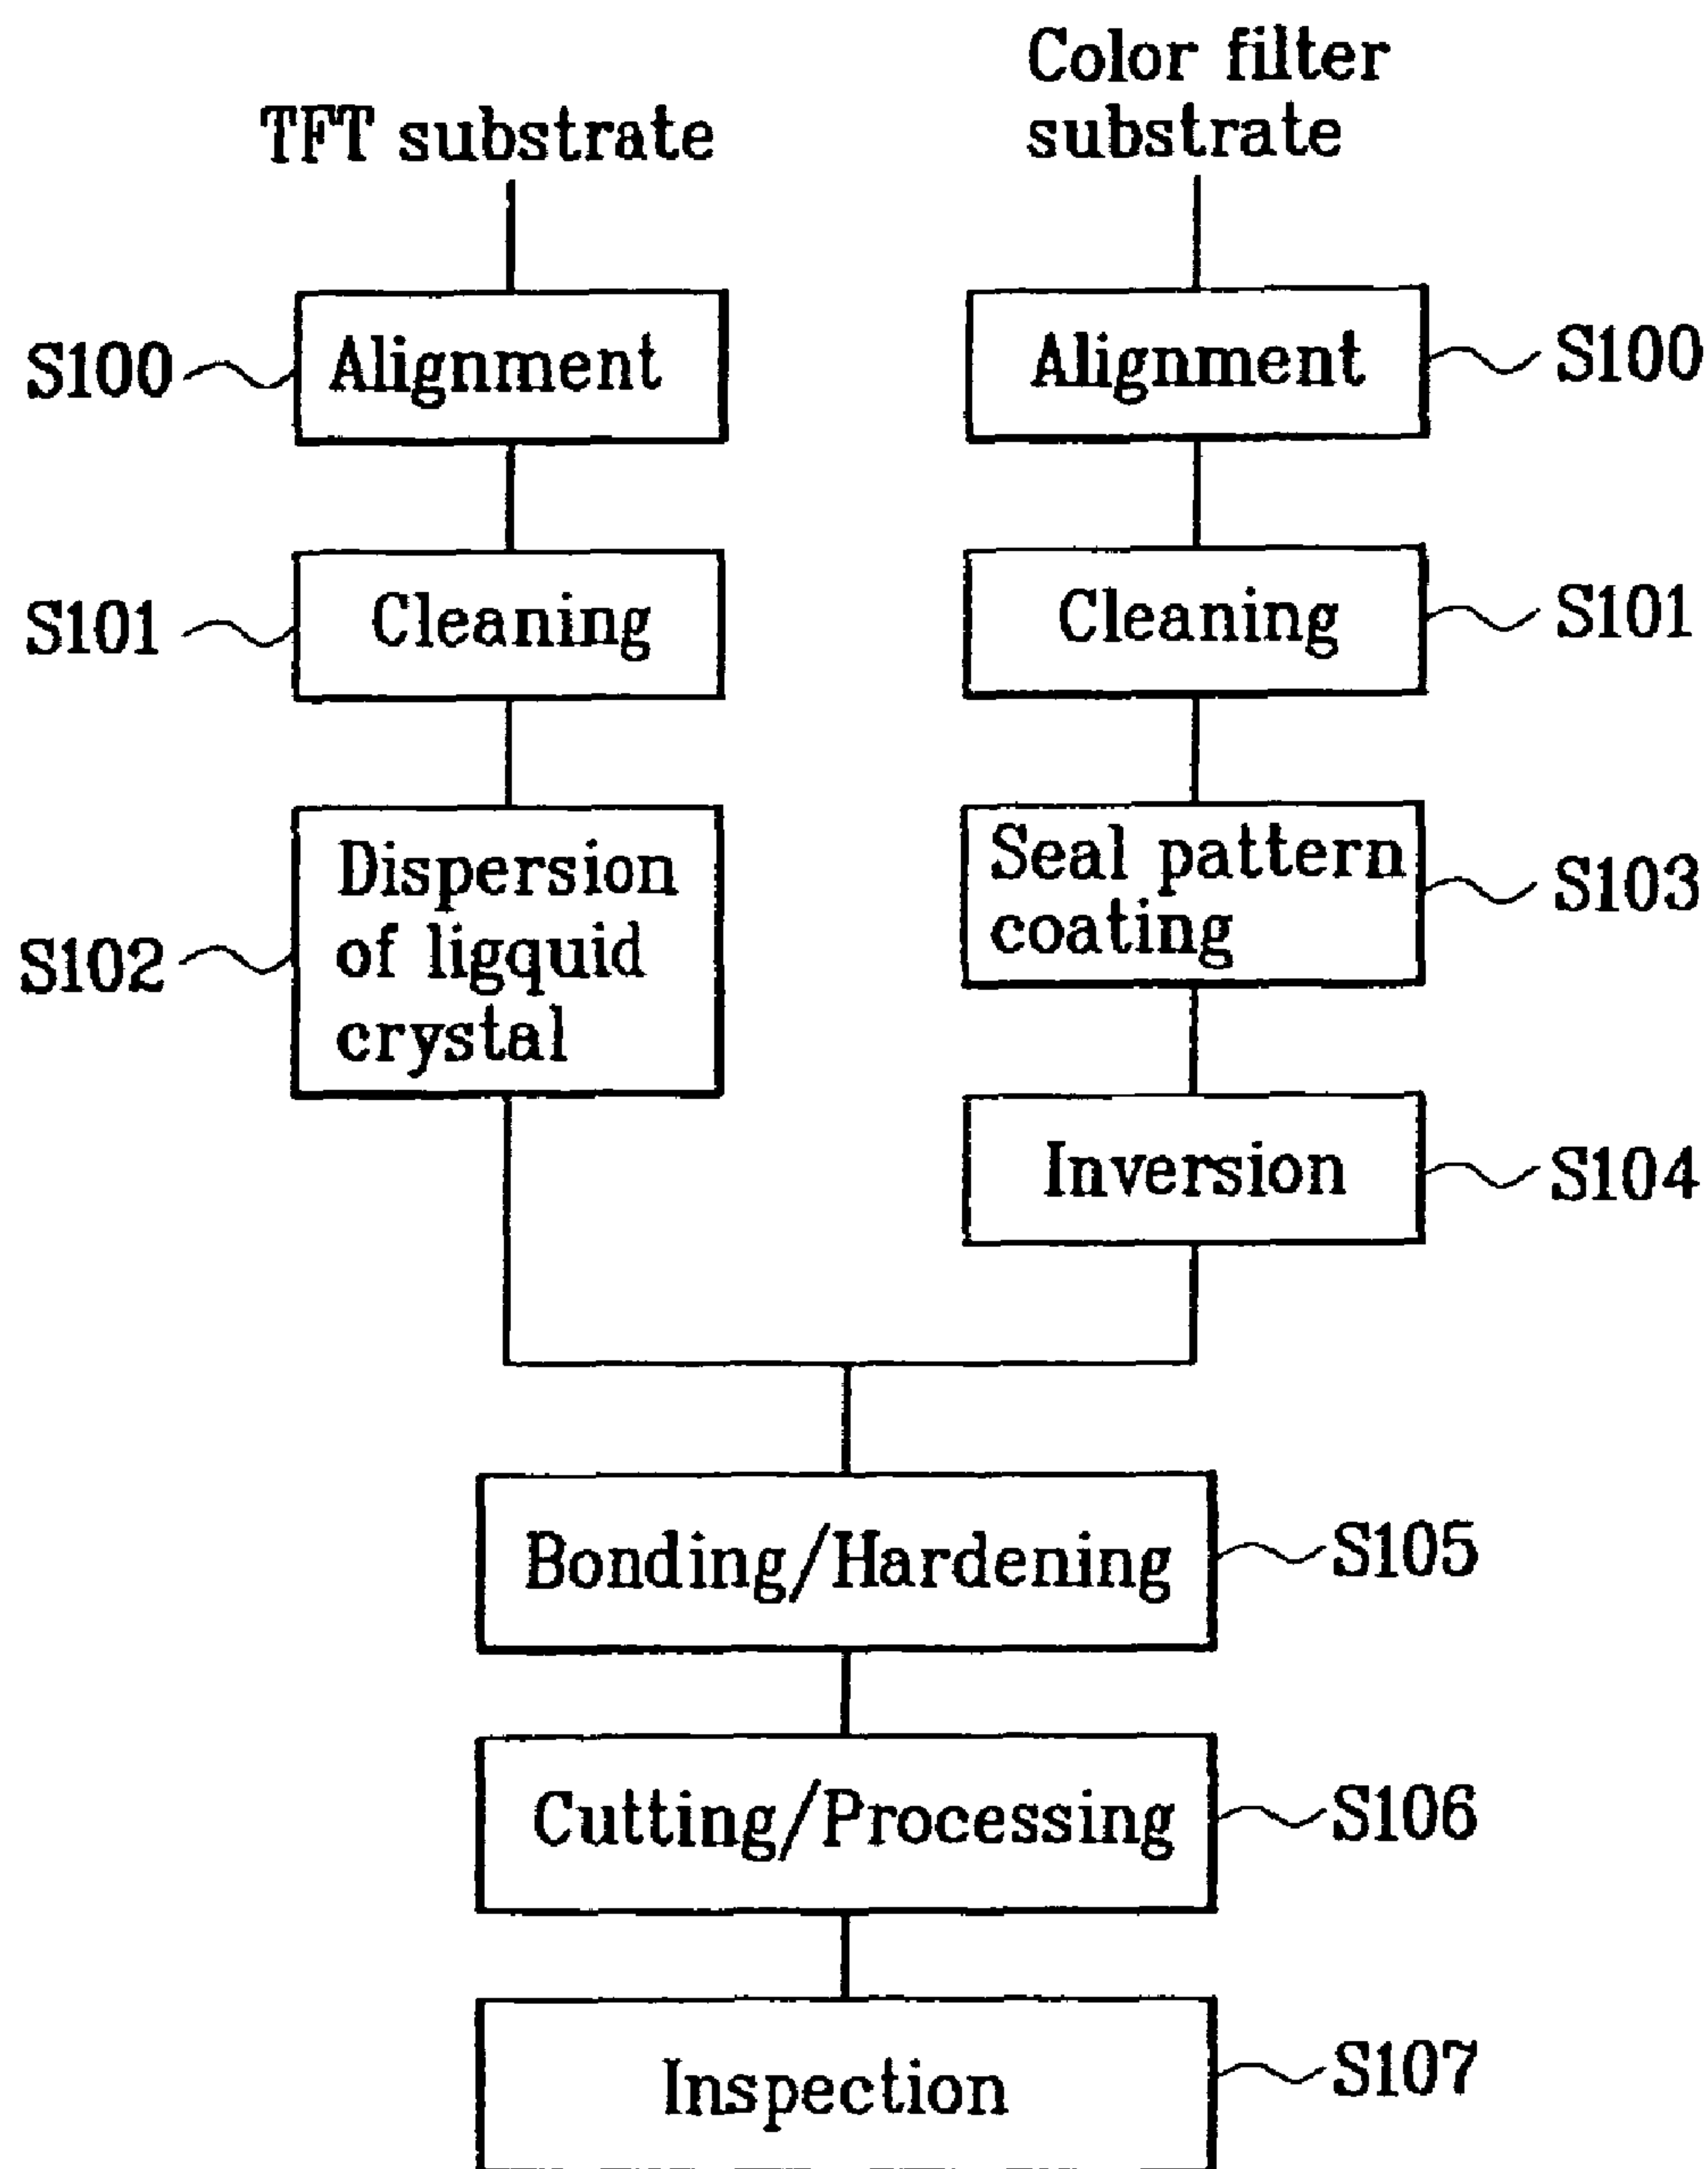 TFT substrate
Color filter
substrate
S100
Alignment
Alignment
S100
S101
Cleaning
Cleaning
S101
S102
Dispersion
of ligquid
crystal
Seal pattern
coating
S103
Inversion
S104
Bonding/Hardening
S105
Cutting/Processing
S106
Inspection
S107